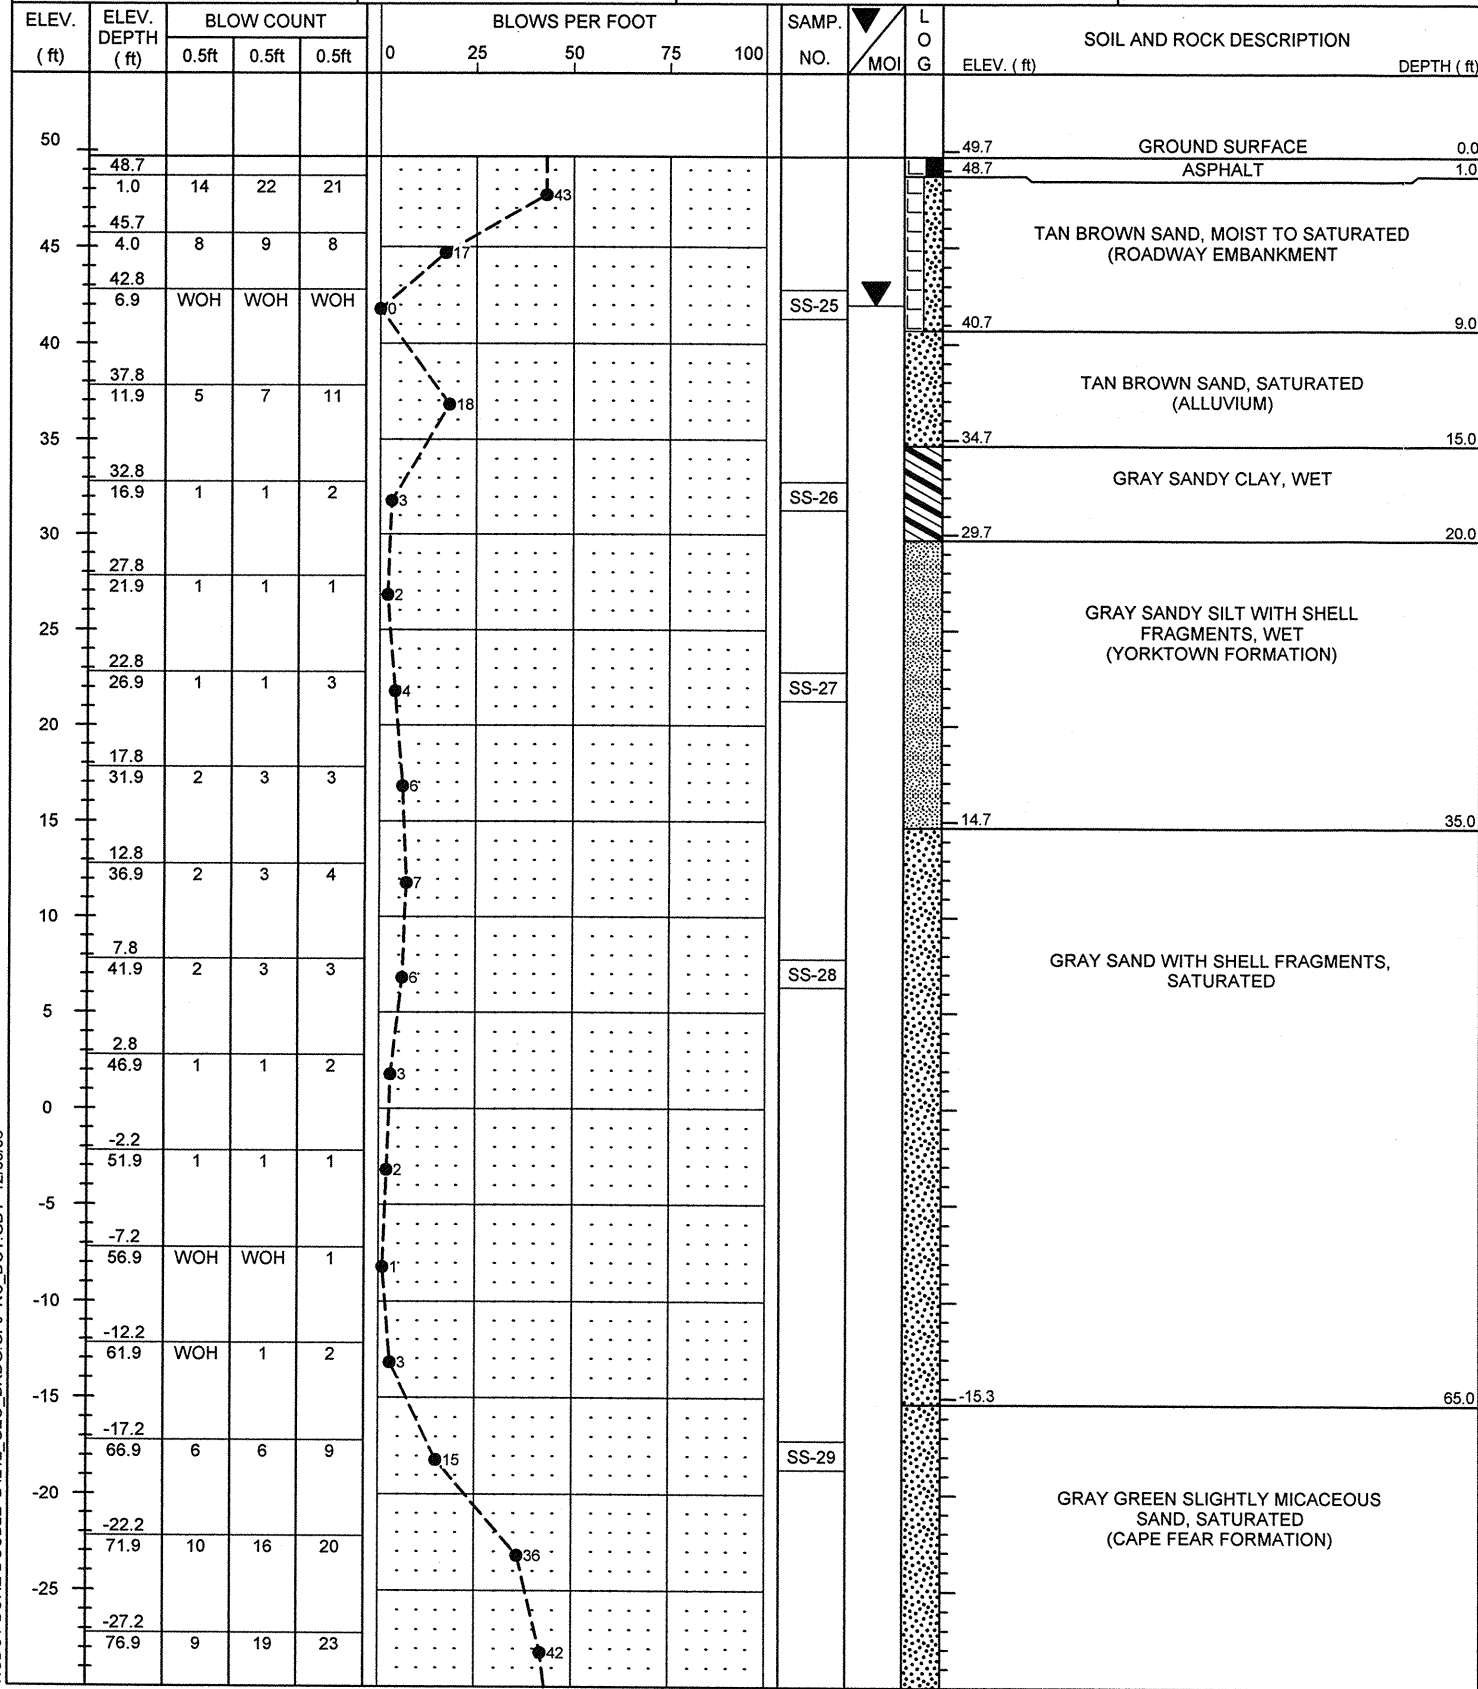 ELEV. ELEV. BLOW COUNT BLOWS PER FOOT SAMP. L
DEPTH O SOIL AND ROCK DESCRIPTION
( ft) ( ft) 0.5ft 0.5ft 0.5ft 0 25 50 75 100 NO. MOI G ELEV. ( ft) DEPTH ( ft)
50 49.7 GROUND SURFACE 0.0
48.7 48.7 ASPHALT 1.0
1.0 14 22 21 43
45.7 TAN BROWN SAND, MOIST TO SATURATED
45 4.0 8 9 8 17 (ROADWAY EMBANKMENT
42.8
6.9 WOH WOH WOH 0 SS-25
40.7 9.0
40
37.8 TAN BROWN SAND, SATURATED
11.9 5 7 11 18 (ALLUVIUM)
35 34.7 15.0
32.8 GRAY SANDY CLAY, WET
16.9 1 1 2 3 SS-26
30 29.7 20.0
27.8
21.9 1 1 1 2
GRAY SANDY SILT WITH SHELL
25 FRAGMENTS, WET
22.8 (YORKTOWN FORMATION)
26.9 1 1 3 4 SS-27
20
17.8
31.9 2 3 3 6
15 14.7 35.0
12.8
36.9 2 3 4 7
10
7.8 GRAY SAND WITH SHELL FRAGMENTS,
41.9 2 3 3 6 SS-28 SATURATED
5
2.8
46.9 1 1 2 3
0
-2.2
51.9 1 1 1 2
-5
-7.2
56.9 WOH WOH 1 1
-10
-12.2
61.9 WOH 1 2 3
-15 -15.3 65.0
-17.2
66.9 6 6 9 15 SS-29
-20 GRAY GREEN SLIGHTLY MICACEOUS
-22.2 SAND, SATURATED
71.9 10 16 20 36 (CAPE FEAR FORMATION)
-25
-27.2
76.9 9 19 23 42